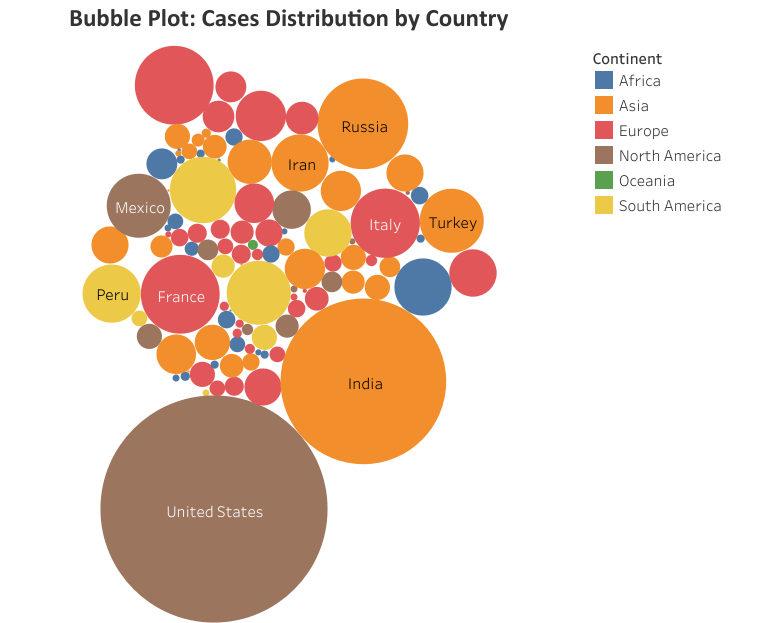 Bubble Plot: Cases Distribution by Country
Continent
Africa
Asia
Europe
North America
Oceania
South America
Russia
Iran
Mexico
Italy
Turkey
Peru
France
India
United States